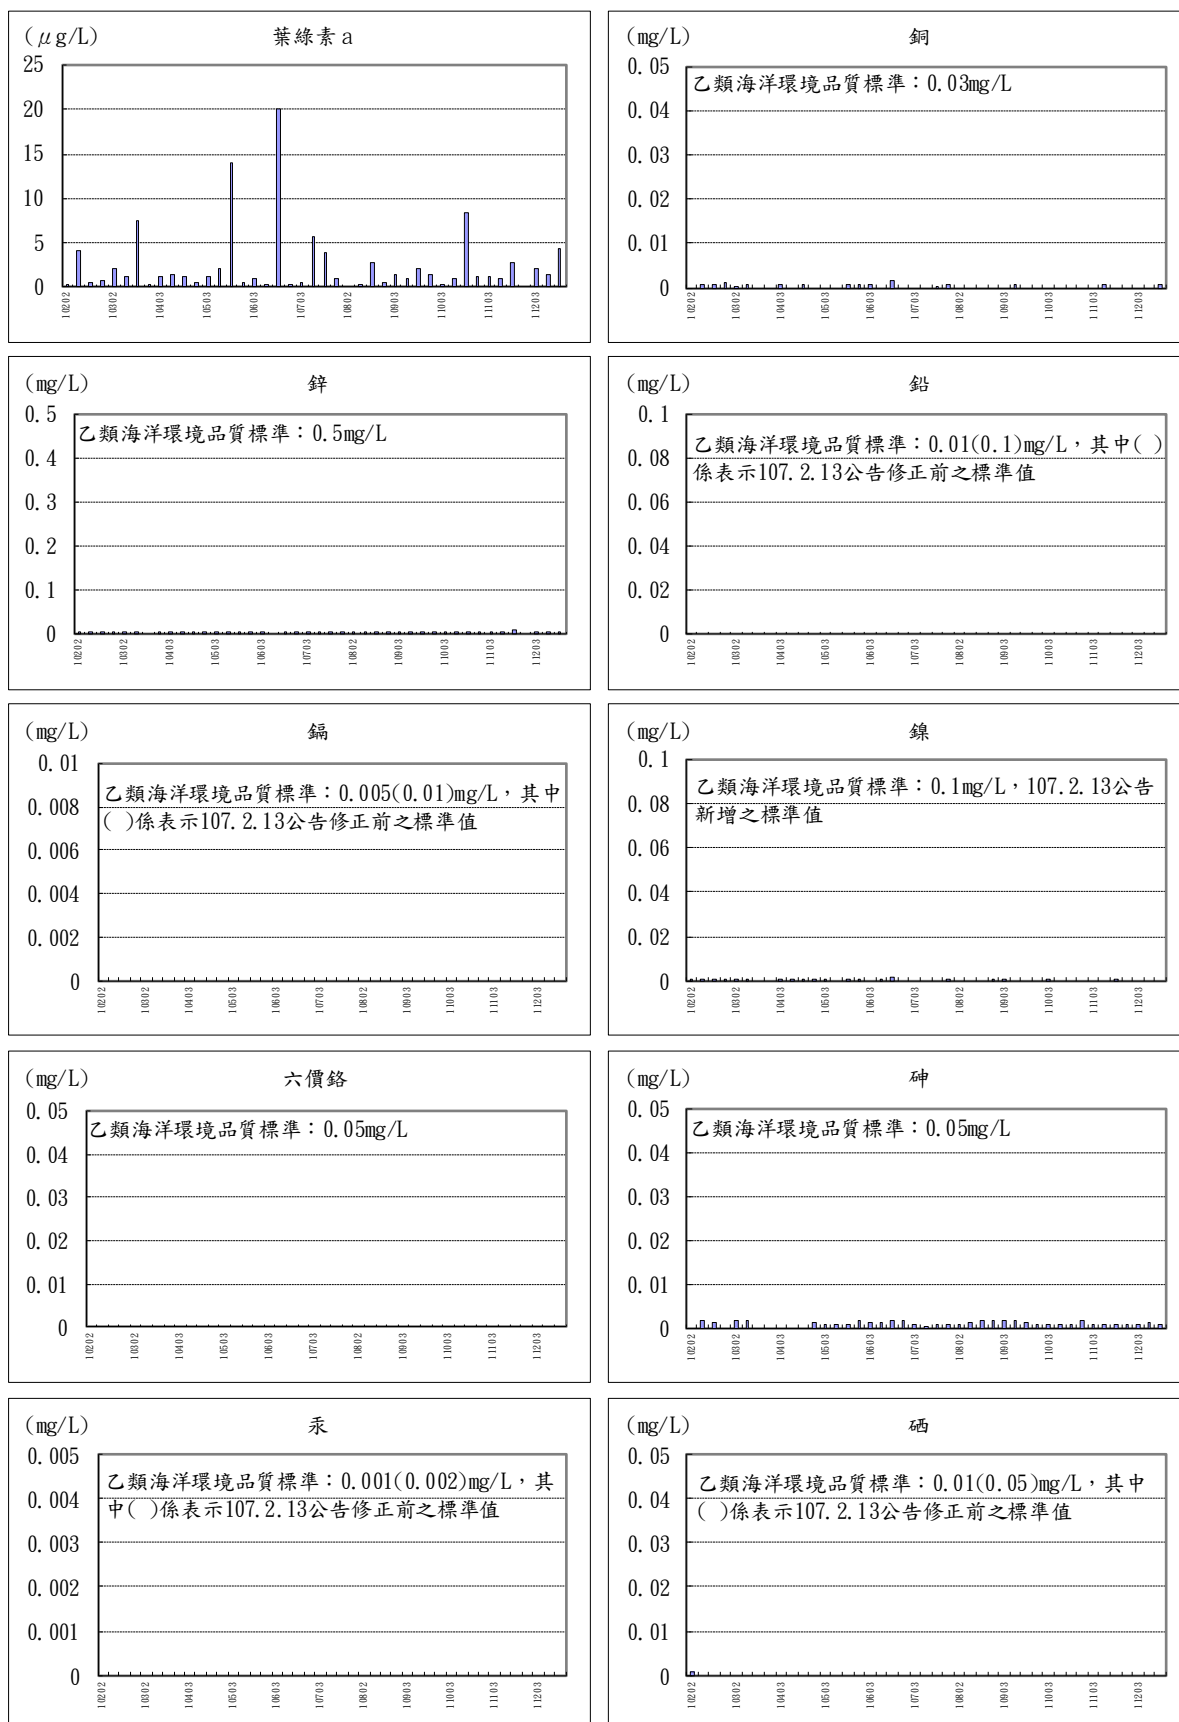 (μg/L) 葉綠素a
25
20
15
10
5
0
10202 10302 10403 10503 10603 10703 10802 10903 11003 11103 11203
(mg/L) 銅
0.05
乙類海洋環境品質標準：0.03mg/L
0.04
0.03
0.02
0.01
0
10202 10302 10403 10503 10603 10703 10802 10903 11003 11103 11203
(mg/L) 鋅
0.5
乙類海洋環境品質標準：0.5mg/L
0.4
0.3
0.2
0.1
0
10202 10302 10403 10503 10603 10703 10802 10903 11003 11103 11203
(mg/L) 鉛
0.1
乙類海洋環境品質標準：0.01(0.1)mg/L，其中( )
係表示107.2.13公告修正前之標準值
0.08
0.06
0.04
0.02
0
10202 10302 10403 10503 10603 10703 10802 10903 11003 11103 11203
(mg/L) 鎘
0.01
乙類海洋環境品質標準：0.005(0.01)mg/L，其中
( )係表示107.2.13公告修正前之標準值
0.008
0.006
0.004
0.002
0
10202 10302 10403 10503 10603 10703 10802 10903 11003 11103 11203
(mg/L) 鎳
0.1
乙類海洋環境品質標準：0.1mg/L，107.2.13公告
新增之標準值
0.08
0.06
0.04
0.02
0
10202 10302 10403 10503 10603 10703 10802 10903 11003 11103 11203
(mg/L) 六價鉻
0.05
乙類海洋環境品質標準：0.05mg/L
0.04
0.03
0.02
0.01
0
10202 10302 10403 10503 10603 10703 10802 10903 11003 11103 11203
(mg/L) 砷
0.05
乙類海洋環境品質標準：0.05mg/L
0.04
0.03
0.02
0.01
0
10202 10302 10403 10503 10603 10703 10802 10903 11003 11103 11203
(mg/L) 汞
0.005
乙類海洋環境品質標準：0.001(0.002)mg/L，其
中( )係表示107.2.13公告修正前之標準值
0.004
0.003
0.002
0.001
0
10202 10302 10403 10503 10603 10703 10802 10903 11003 11103 11203
(mg/L) 硒
0.05
乙類海洋環境品質標準：0.01(0.05)mg/L，其中
( )係表示107.2.13公告修正前之標準值
0.04
0.03
0.02
0.01
0
10202 10302 10403 10503 10603 10703 10802 10903 11003 11103 11203